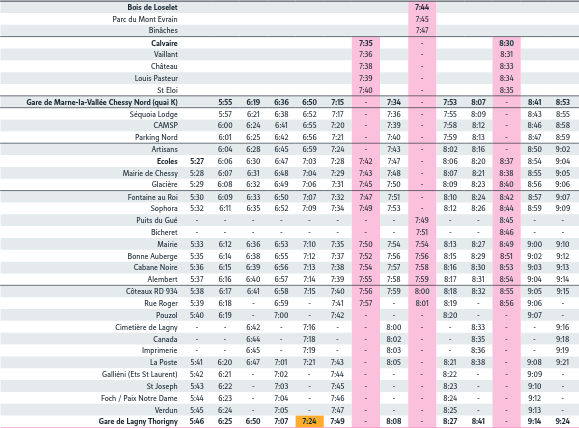 Bois de Loselet 7:44
Parc du Mont Evrain 7:45
Binâches 7:47
Calvaire 7:35 - 8:30
Vaillant 7:36 - 8:31
Château 7:38 - 8:33
Louis Pasteur 7:39 - 8:34
St Eloi 7:40 - 8:35
Gare de Marne-la-Vallée Chessy Nord (quai K) 5:55 6:19 6:36 6:50 7:15 - 7:34 - 7:53 8:07 - 8:41 8:53
Séquoia Lodge 5:57 6:21 6:38 6:52 7:17 - 7:36 - 7:55 8:09 - 8:43 8:55
CAMSP 6:00 6:24 6:41 6:55 7:20 - 7:39 - 7:58 8:12 - 8:46 8:58
Parking Nord 6:01 6:25 6:42 6:56 7:21 - 7:40 - 7:59 8:13 - 8:47 8:59
Artisans 6:04 6:28 6:45 6:59 7:24 - 7:43 - 8:02 8:16 - 8:50 9:02
Ecoles 5:27 6:06 6:30 6:47 7:03 7:28 7:42 7:47 - 8:06 8:20 8:37 8:54 9:04
Mairie de Chessy 5:28 6:07 6:31 6:48 7:04 7:29 7:43 7:48 - 8:07 8:21 8:38 8:55 9:05
Glacière 5:29 6:08 6:32 6:49 7:06 7:31 7:45 7:50 - 8:09 8:23 8:40 8:56 9:06
Fontaine au Roi 5:30 6:09 6:33 6:50 7:07 7:32 7:47 7:51 - 8:10 8:24 8:42 8:57 9:07
Sophora 5:32 6:11 6:35 6:52 7:09 7:34 7:49 7:53 - 8:12 8:26 8:44 8:59 9:09
Puits du Gué - - - - - - - - 7:49 - - 8:45 - -
Bicheret - - - - - - - - 7:51 - - 8:46 - -
Mairie 5:33 6:12 6:36 6:53 7:10 7:35 7:50 7:54 7:54 8:13 8:27 8:49 9:00 9:10
Bonne Auberge 5:35 6:14 6:38 6:55 7:12 7:37 7:52 7:56 7:56 8:15 8:29 8:51 9:02 9:12
Cabane Noire 5:36 6:15 6:39 6:56 7:13 7:38 7:54 7:57 7:58 8:16 8:30 8:53 9:03 9:13
Alembert 5:37 6:16 6:40 6:57 7:14 7:39 7:55 7:58 7:59 8:17 8:31 8:54 9:04 9:14
Côteaux RD 934 5:38 6:17 6:41 6:58 7:15 7:40 7:56 7:59 8:00 8:18 8:32 8:55 9:05 9:15
Rue Roger 5:39 6:18 - 6:59 - 7:41 7:57 - 8:01 8:19 - 8:56 9:06 -
Pouzol 5:40 6:19 - 7:00 - 7:42 - - - 8:20 - - 9:07 -
Cimetière de Lagny - - 6:42 - 7:16 - - 8:00 - - 8:33 - - 9:16
Canada - - 6:44 - 7:18 - - 8:02 - - 8:35 - - 9:18
Imprimerie - - 6:45 - 7:19 - - 8:03 - - 8:36 - - 9:19
La Poste 5:41 6:20 6:47 7:01 7:21 7:43 - 8:05 - 8:21 8:38 - 9:08 9:21
Galliéni (Ets St Laurent) 5:42 6:21 - 7:02 - 7:44 - - - 8:22 - - 9:09 -
St Joseph 5:43 6:22 - 7:03 - 7:45 - - - 8:23 - - 9:10 -
Foch / Paix Notre Dame 5:44 6:23 - 7:04 - 7:46 - - - 8:24 - - 9:12 -
Verdun 5:45 6:24 - 7:05 - 7:47 - - - 8:25 - - 9:13 -
Gare de Lagny Thorigny 5:46 6:25 6:50 7:07 7:24 7:49 - 8:08 - 8:27 8:41 - 9:14 9:24